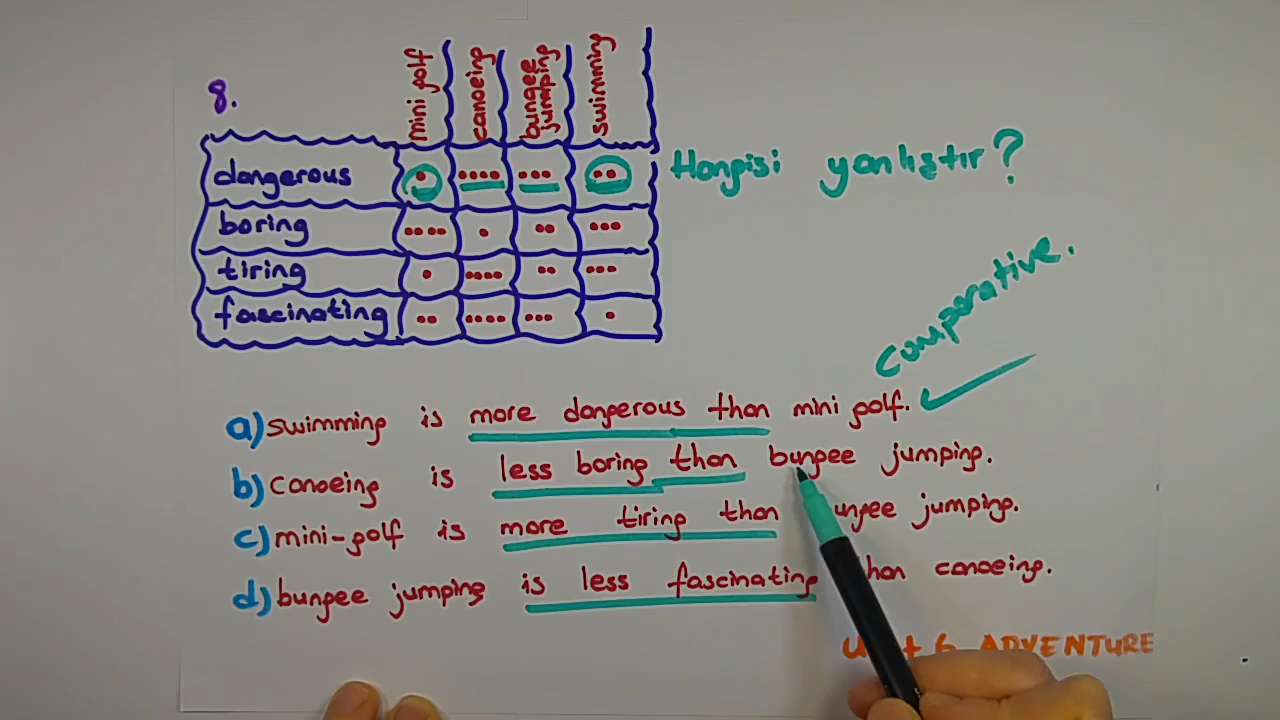 8.
mini golf
canoeing
bungee jumping
swimming
dangerous
boring
tiring
fascinating
Hangisi yanlıştır?
comparative.
a) swimming is more dangerous than mini golf.
b) canoeing is less boring than bungee jumping.
c) mini-golf is more tiring than ungee jumping.
d) bungee jumping is less fascinating than canoeing.
6 ADVENTURE